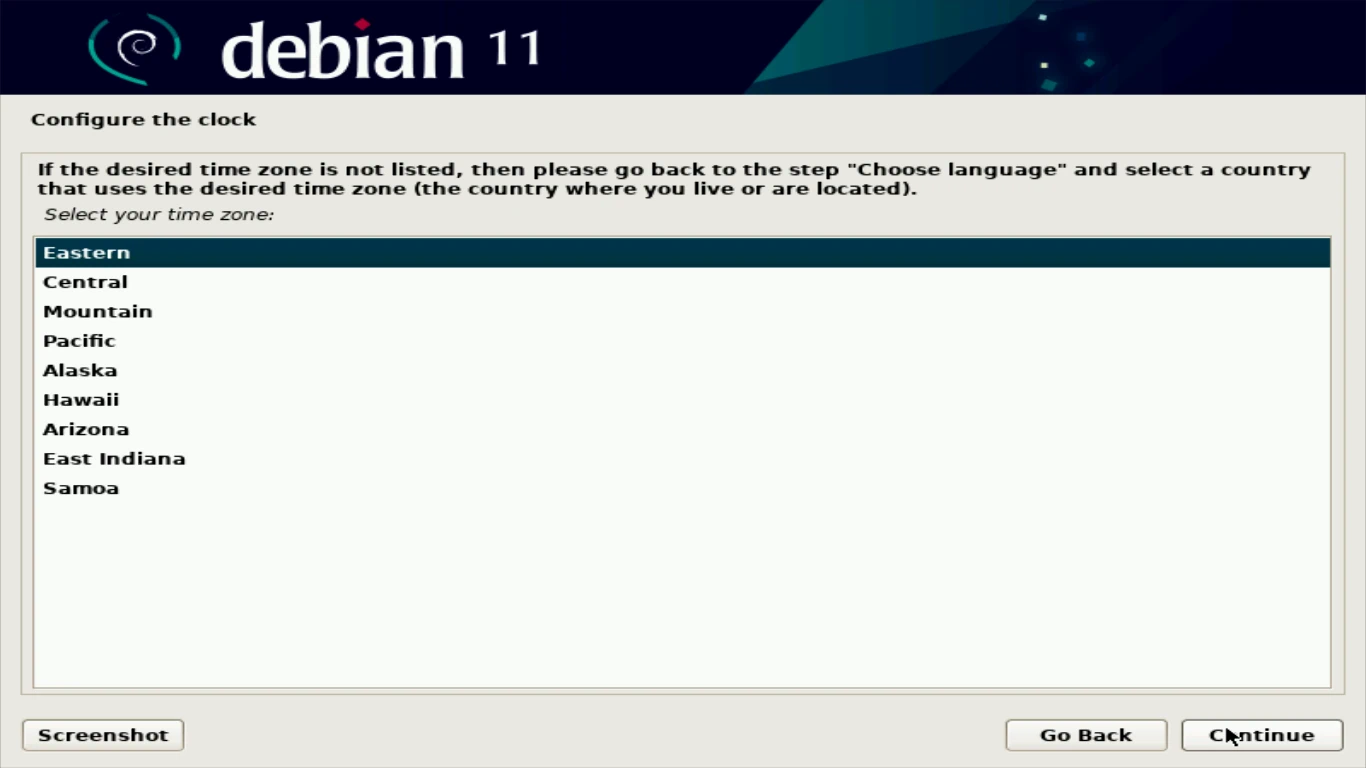 debian 11
Configure the clock
If the desired time zone is not listed, then please go back to the step "Choose language" and select a country
that uses the desired time zone (the country where you live or are located).
Select your time zone:
Eastern
Central
Mountain
Pacific
Alaska
Hawaii
Arizona
East Indiana
Samoa
Screenshot
Go Back
Continue